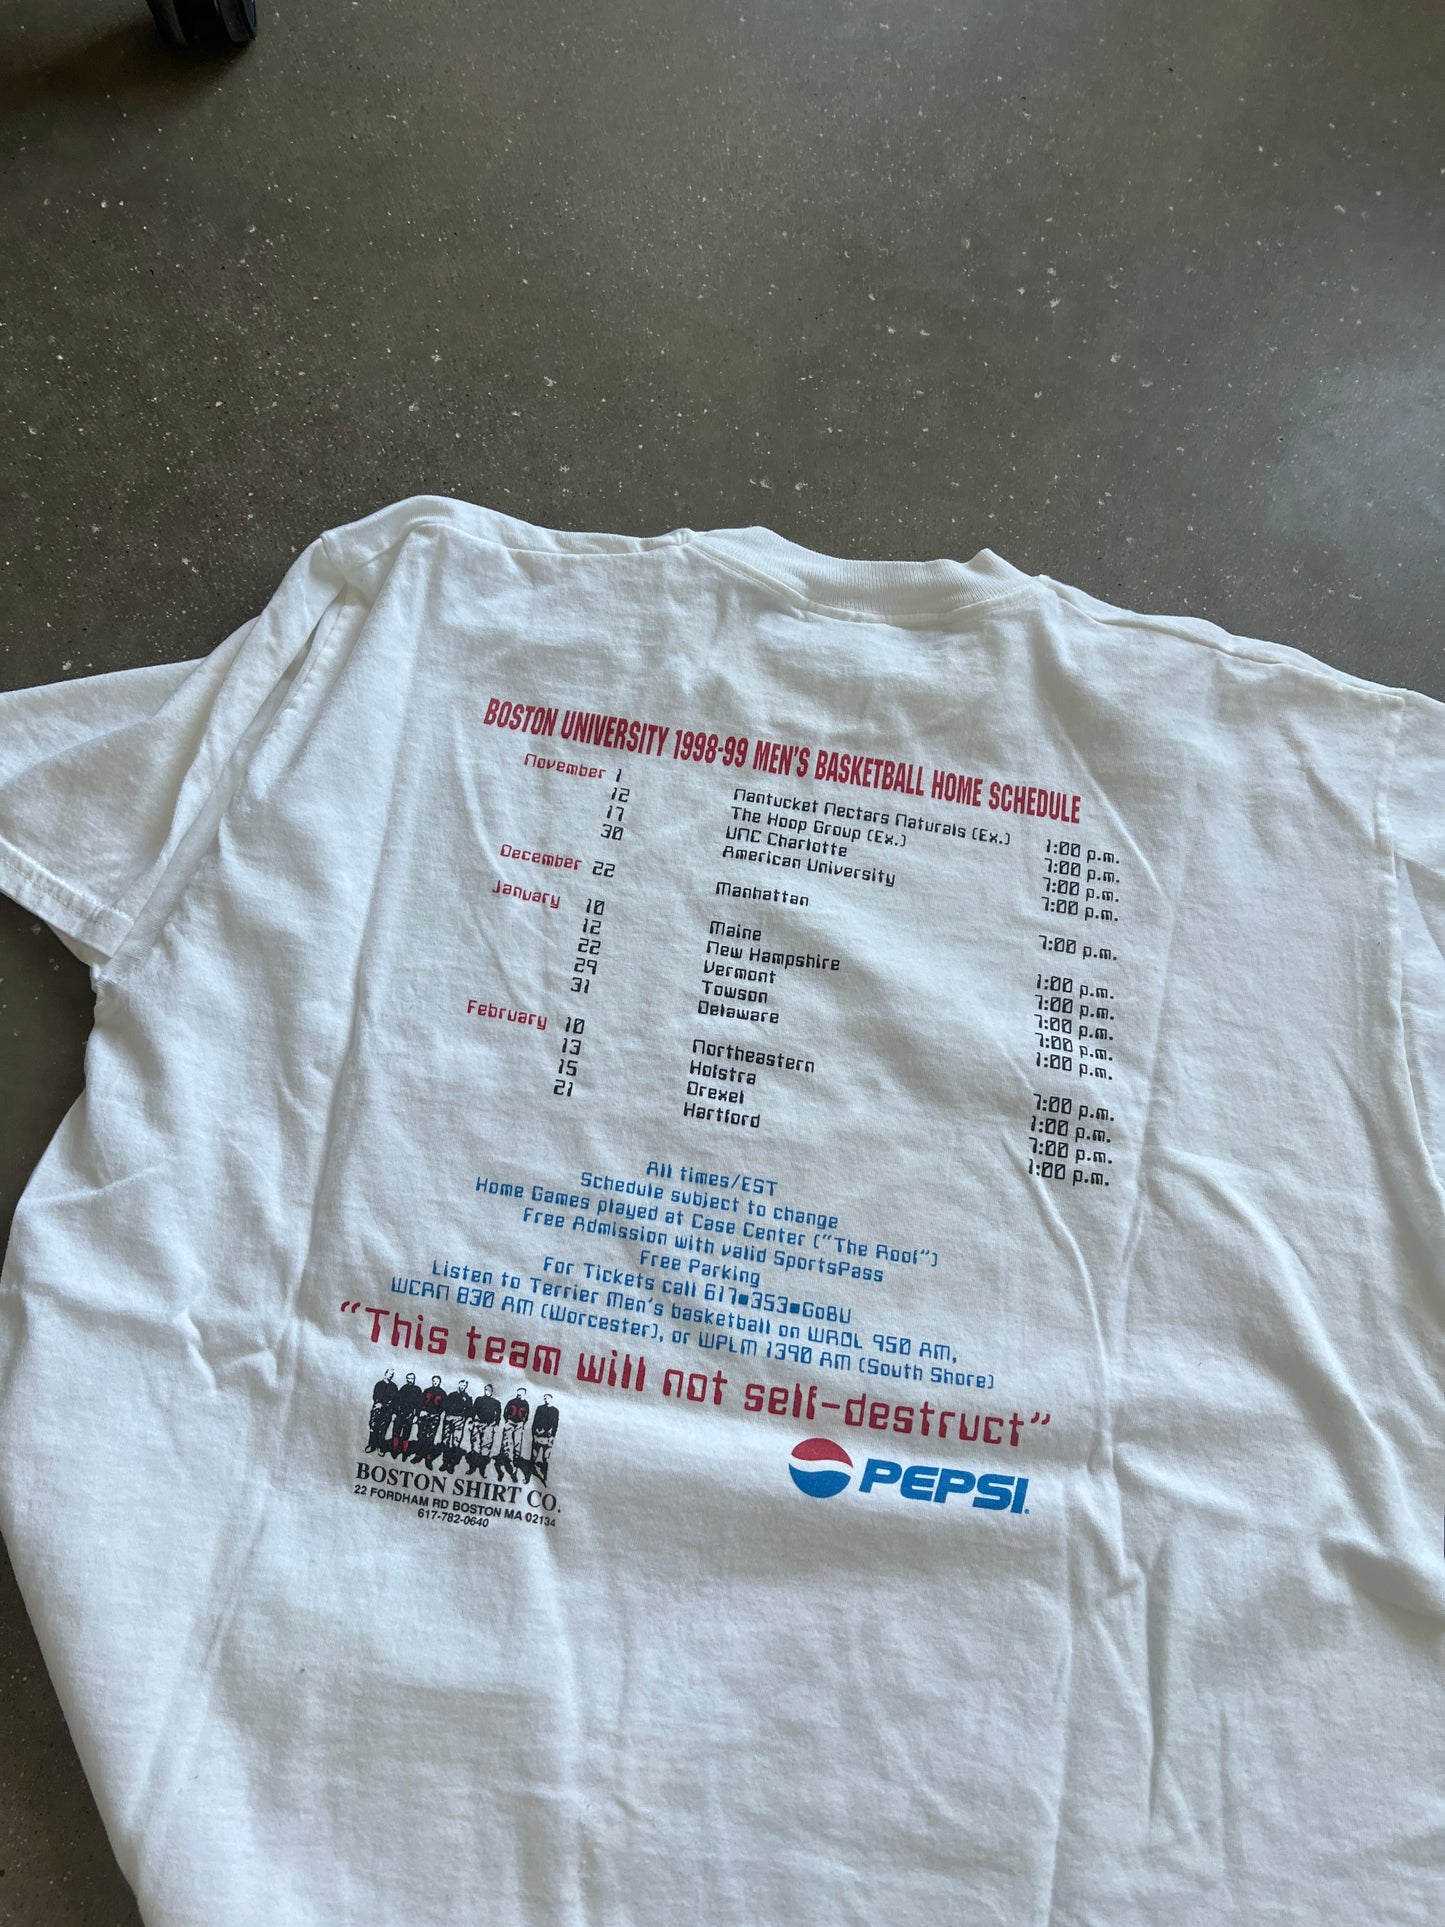 BOSTON UNIVERSITY 1998-99 MEN'S BASKETBALL HOME SCHEDULE
November 1 Nantucket Nectars Naturals (Ex.) 1:00 p.m.
12 The Hoop Group (Ex.) 7:00 p.m.
17 UNC Charlotte 7:00 p.m.
30 American University 7:00 p.m.
December 22 Manhattan 7:00 p.m.
January 10 Maine 1:00 p.m.
12 New Hampshire 7:00 p.m.
22 Vermont 7:00 p.m.
29 Towson 7:00 p.m.
31 Delaware 1:00 p.m.
February 10 Northeastern 7:00 p.m.
13 Hofstra 1:00 p.m.
15 Drexel 7:00 p.m.
21 Hartford 1:00 p.m.
All times/EST
Schedule subject to change
Home Games played at Case Center ("The Roof")
Free Admission with valid SportsPass
Free Parking
For Tickets call 617▪353▪GoBU
Listen to Terrier Men's basketball on WROL 950 AM,
WCRN 830 AM (Worcester), or WPLM 1390 AM (South Shore)
"This team will not self-destruct"
BOSTON SHIRT CO.
22 FORDHAM RD BOSTON MA 02134
617-782-0640
PEPSI